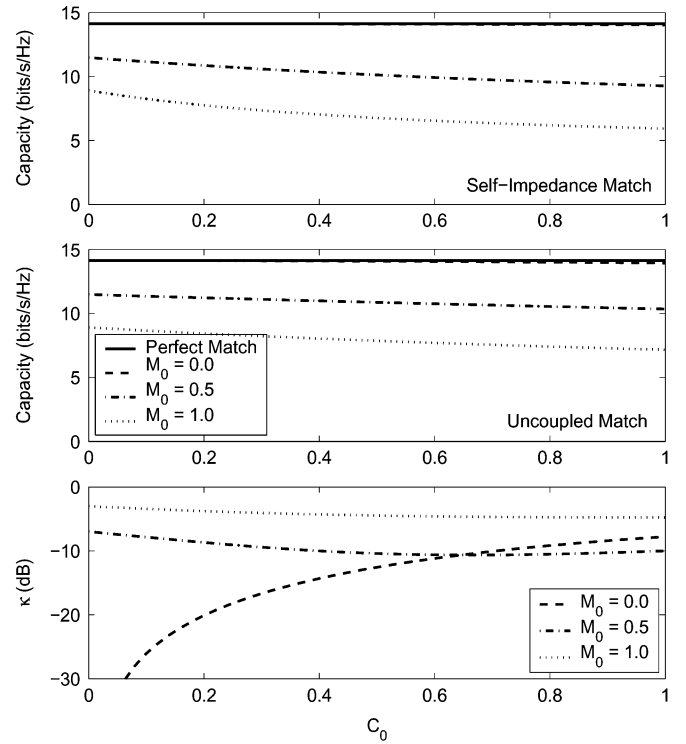 15
10
5
0
Capacity (bits/s/Hz)
Self−Impedance Match
0 0.2 0.4 0.6 0.8 1
15
10
5
0
Capacity (bits/s/Hz)
Perfect Match
M0 = 0.0
M0 = 0.5
M0 = 1.0
Uncoupled Match
0 0.2 0.4 0.6 0.8 1
0
−10
−20
−30
κ (dB)
M0 = 0.0
M0 = 0.5
M0 = 1.0
0 0.2 0.4 0.6 0.8 1
C0